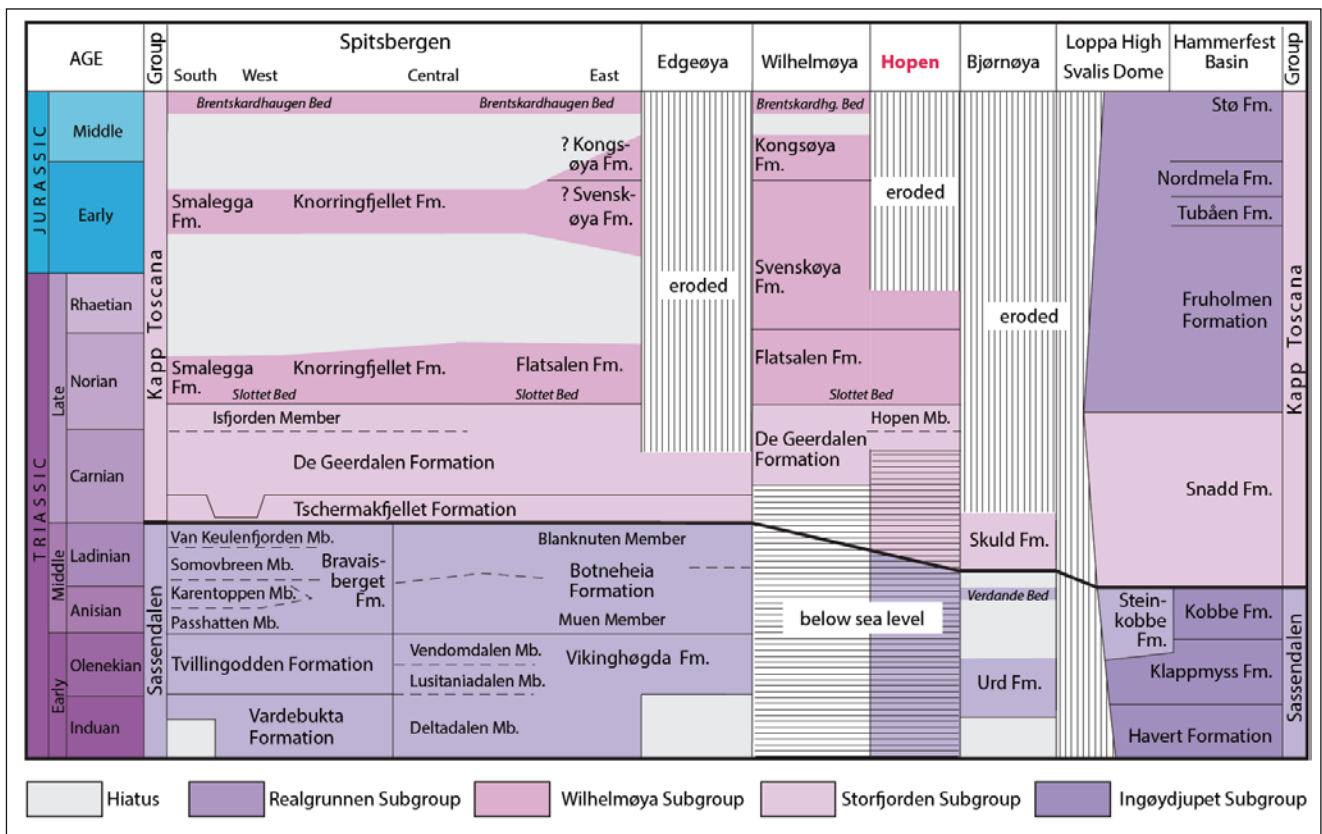 AGE
Group
Spitsbergen
South
West
Central
East
Edgeøya
Wilhelmøya
Hopen
Bjørnøya
Loppa High
Svalis Dome
Hammerfest
Basin
Group
JURASSIC
Middle
Early
TRIASSIC
Late
Rhaetian
Norian
Carnian
Middle
Ladinian
Anisian
Early
Olenekian
Induan
Kapp Toscana
Sassendalen
Brentskardhaugen Bed
Brentskardhaugen Bed
? Kongs-
øya Fm.
Smalegga
Fm.
Knorringfjellet Fm.
? Svensk-
øya Fm.
Smalegga
Fm.
Knorringfjellet Fm.
Flatsalen Fm.
Slottet Bed
Slottet Bed
Isfjorden Member
De Geerdalen Formation
Tschermakfjellet Formation
Van Keulenfjorden Mb.
Somovbreen Mb.
Karentoppen Mb.
Passhatten Mb.
Bravais-
berget
Fm.
Blanknuten Member
Botneheia
Formation
Muen Member
Tvillingodden Formation
Vendomdalen Mb.
Lusitaniadalen Mb.
Vikinghøgda Fm.
Vardebukta
Formation
Deltadalen Mb.
eroded
Brentskardhg. Bed
Kongsøya
Fm.
Svenskøya
Fm.
Flatsalen Fm.
Slottet Bed
De Geerdalen
Formation
Hopen Mb.
eroded
below sea level
eroded
Skuld Fm.
Verdande Bed
Urd Fm.
Stø Fm.
Nordmela Fm.
Tubåen Fm.
Fruholmen
Formation
Snadd Fm.
Stein-
kobbe
Fm.
Kobbe Fm.
Klappmyss Fm.
Havert Formation
Kapp Toscana
Sassendalen
Hiatus
Realgrunnen Subgroup
Wilhelmøya Subgroup
Storfjorden Subgroup
Ingøydjupet Subgroup